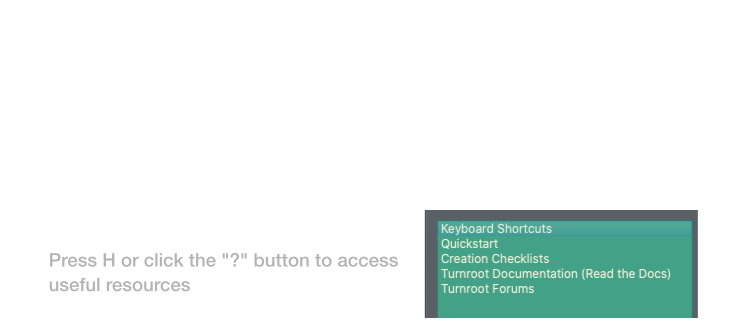 Press H or click the "?" button to access
useful resources
Keyboard Shortcuts
Quickstart
Creation Checklists
Turnroot Documentation (Read the Docs)
Turnroot Forums